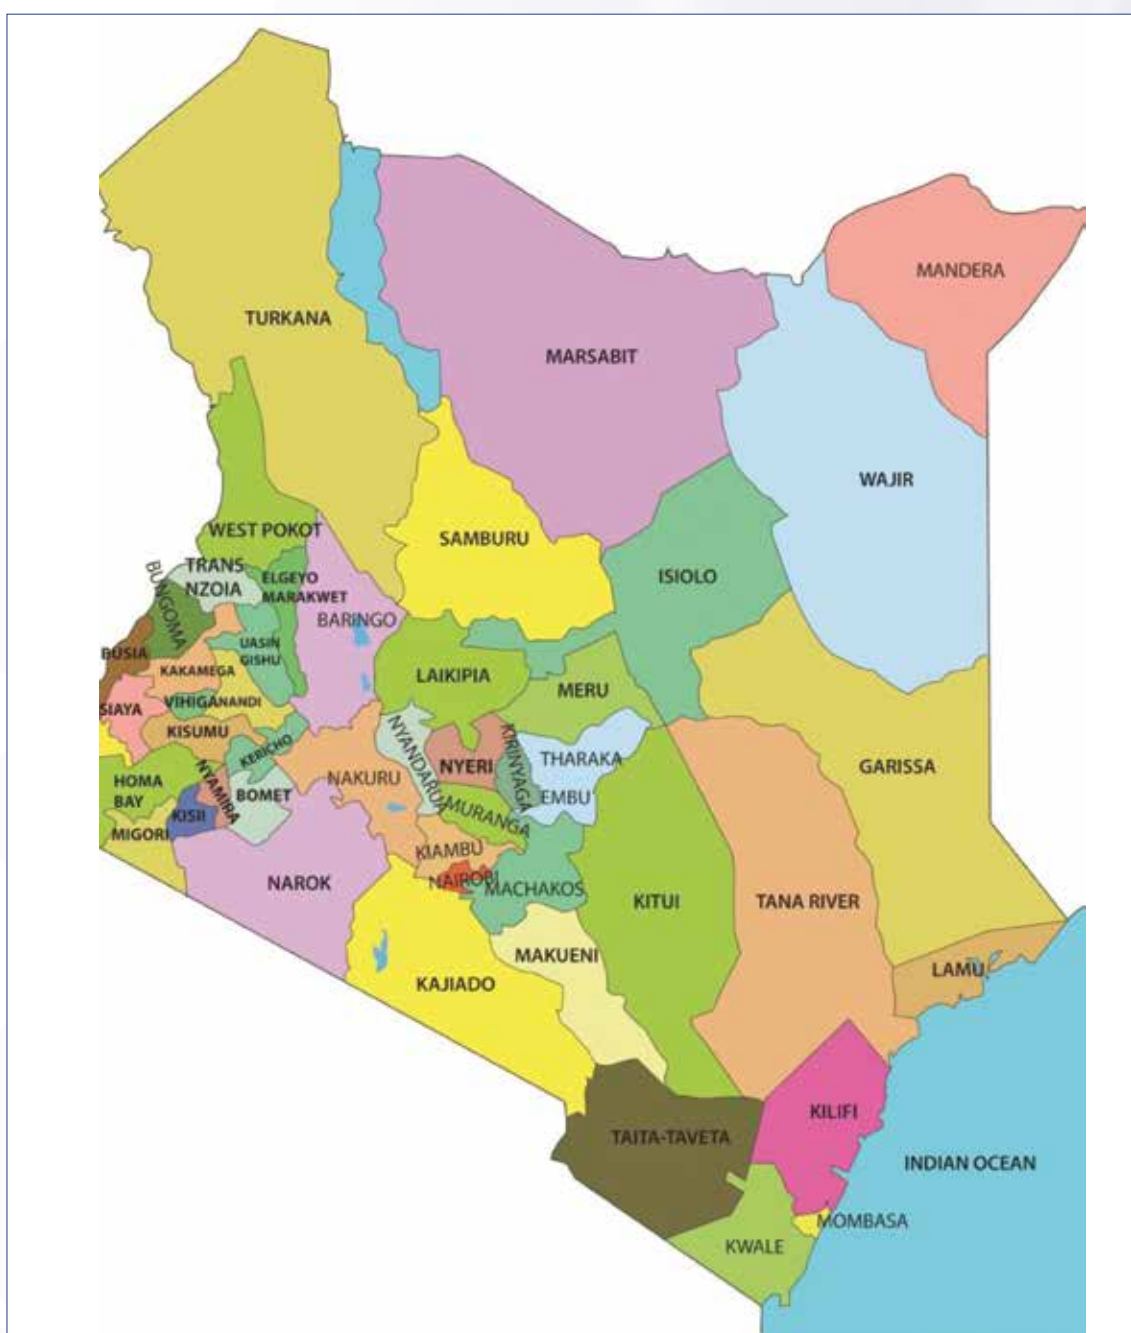 MANDERA
TURKANA
MARSABIT
WAJIR
WEST POKOT
SAMBURU
ISIOLO
TRANS
NZOIA
BUNGOMA
ELGEYO
MARAKWET
BARINGO
UASIN
GISHU
BUSIA
KAKAMEGA
LAIKIPIA
MERU
SIAYA
VIHIGA
NANDI
KISUMU
KERICHO
NYANDARUA
NYERI
KIRINYAGA
THARAKA
EMBU
GARISSA
HOMA
BAY
NYAMIRA
BOMET
NAKURU
KISII
MURANGA
MIGORI
KIAMBU
NAROK
NAIROBI
MACHAKOS
KITUI
TANA RIVER
MAKUENI
LAMU
KAJIADO
KILIFI
TAITA-TAVETA
INDIAN OCEAN
MOMBASA
KWALE